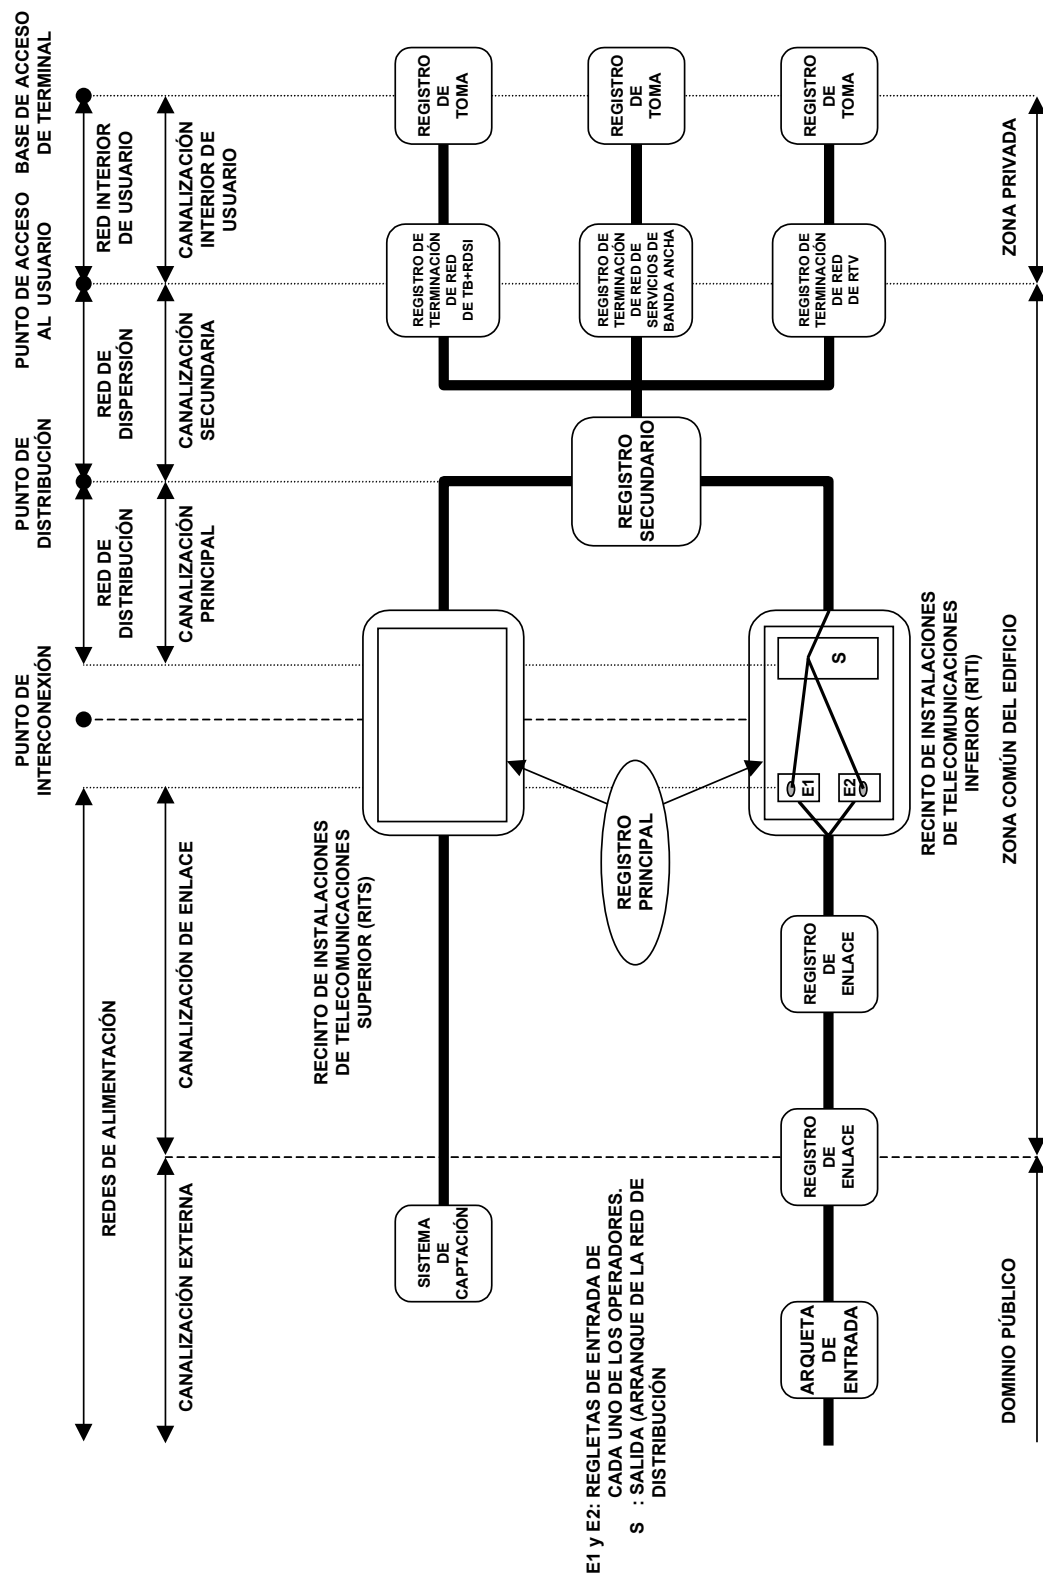 PUNTO DE
INTERCONEXIÓN
PUNTO DE
DISTRIBUCIÓN
PUNTO DE ACCESO
AL USUARIO
BASE DE ACCESO
DE TERMINAL
REDES DE ALIMENTACIÓN
RED DE
DISTRIBUCIÓN
RED DE
DISPERSIÓN
RED INTERIOR
DE USUARIO
CANALIZACIÓN EXTERNA
CANALIZACIÓN DE ENLACE
CANALIZACIÓN
PRINCIPAL
CANALIZACIÓN
SECUNDARIA
CANALIZACIÓN
INTERIOR DE
USUARIO
SISTEMA
DE
CAPTACIÓN
RECINTO DE INSTALACIONES
DE TELECOMUNICACIONES
SUPERIOR (RITS)
REGISTRO DE
TERMINACIÓN
DE RED
DE TB+RDSI
REGISTRO
DE
TOMA
REGISTRO
PRINCIPAL
REGISTRO
SECUNDARIO
REGISTRO DE
TERMINACIÓN
DE RED DE
SERVICIOS DE
BANDA ANCHA
REGISTRO
DE
TOMA
E1 y E2: REGLETAS DE ENTRADA DE
CADA UNO DE LOS OPERADORES.
S : SALIDA (ARRANQUE DE LA RED DE
DISTRIBUCIÓN
ARQUETA
DE
ENTRADA
REGISTRO
DE
ENLACE
REGISTRO
DE
ENLACE
E1
E2
S
REGISTRO DE
TERMINACIÓN
DE RED
DE RTV
REGISTRO
DE
TOMA
RECINTO DE INSTALACIONES
DE TELECOMUNICACIONES
INFERIOR (RITI)
DOMINIO PÚBLICO
ZONA COMÚN DEL EDIFICIO
ZONA PRIVADA